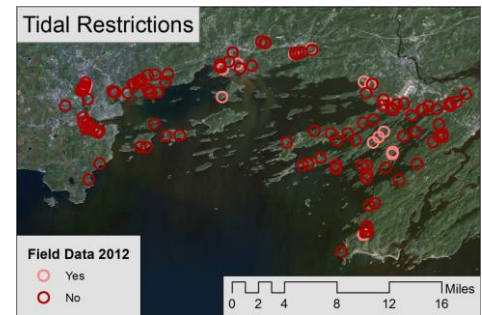 Tidal Restrictions
Field Data 2012
Yes
No
Miles
0 2 4 8 12 16